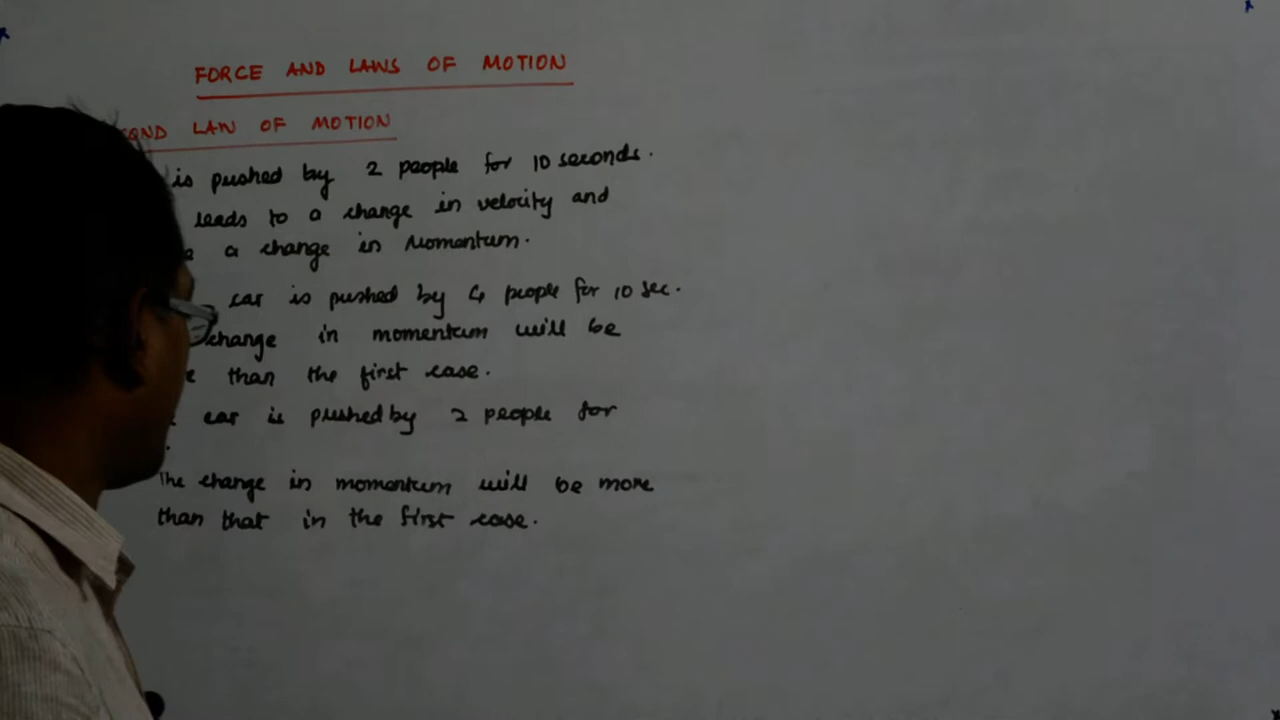 FORCE AND LAWS OF MOTION
LAW OF MOTION
is pushed by 2 people for 10 seconds.
leads to a change in velocity and
a change in Momentum.
car is pushed by 4 people for 10 sec.
change in momentum will be
than the first case.
car is pushed by 2 people for
The change in momentum will be more
than that in the first case.